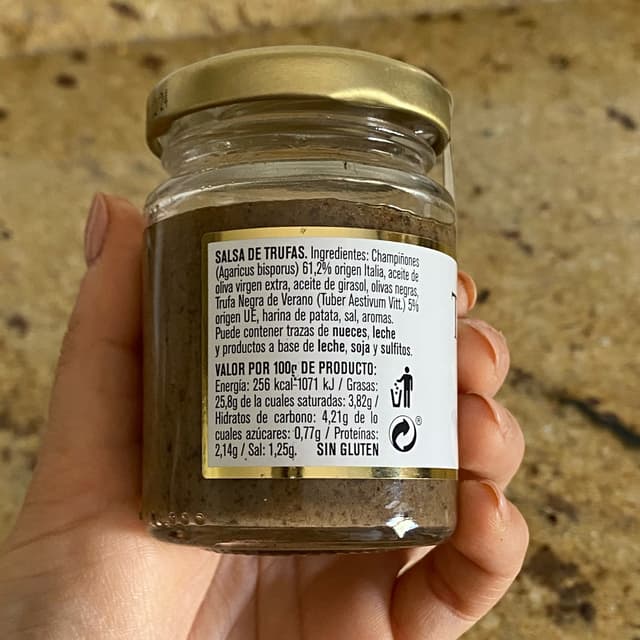 SALSA DE TRUFAS. Ingredientes: Champiñones
(Agaricus bisporus) 61,2% origen Italia, aceite de
oliva virgen extra, aceite de girasol, olivas negras,
Trufa Negra de Verano (Tuber Aestivum Vitt.) 5%
origen UE, harina de patata, sal, aromas.
Puede contener trazas de nueces, leche
y productos a base de leche, soja y sulfitos.
VALOR POR 100g DE PRODUCTO:
Energía: 256 kcal-1071 kJ / Grasas:
25,8g de la cuales saturadas: 3,82g /
Hidratos de carbono: 4,21g de lo
cuales azúcares: 0,77g / Proteínas:
2,14g / Sal: 1,25g. SIN GLUTEN